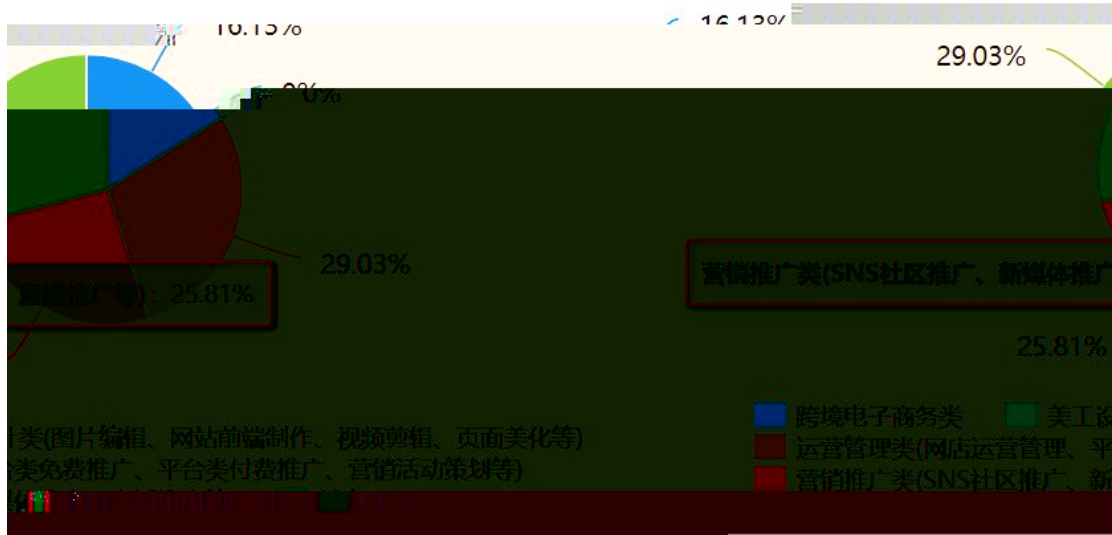 16.13%
16.13%
29.03%
0%
29.03%
营销推广类(SNS社区推广、新媒体推广
25.81%
25.81%
跨境电子商务类 美工设
计类(图片编辑、网站前端制作、视频剪辑、页面美化等)
运营管理类(网店运营管理、平
台类免费推广、平台类付费推广、营销活动策划等)
营销推广类(SNS社区推广、新